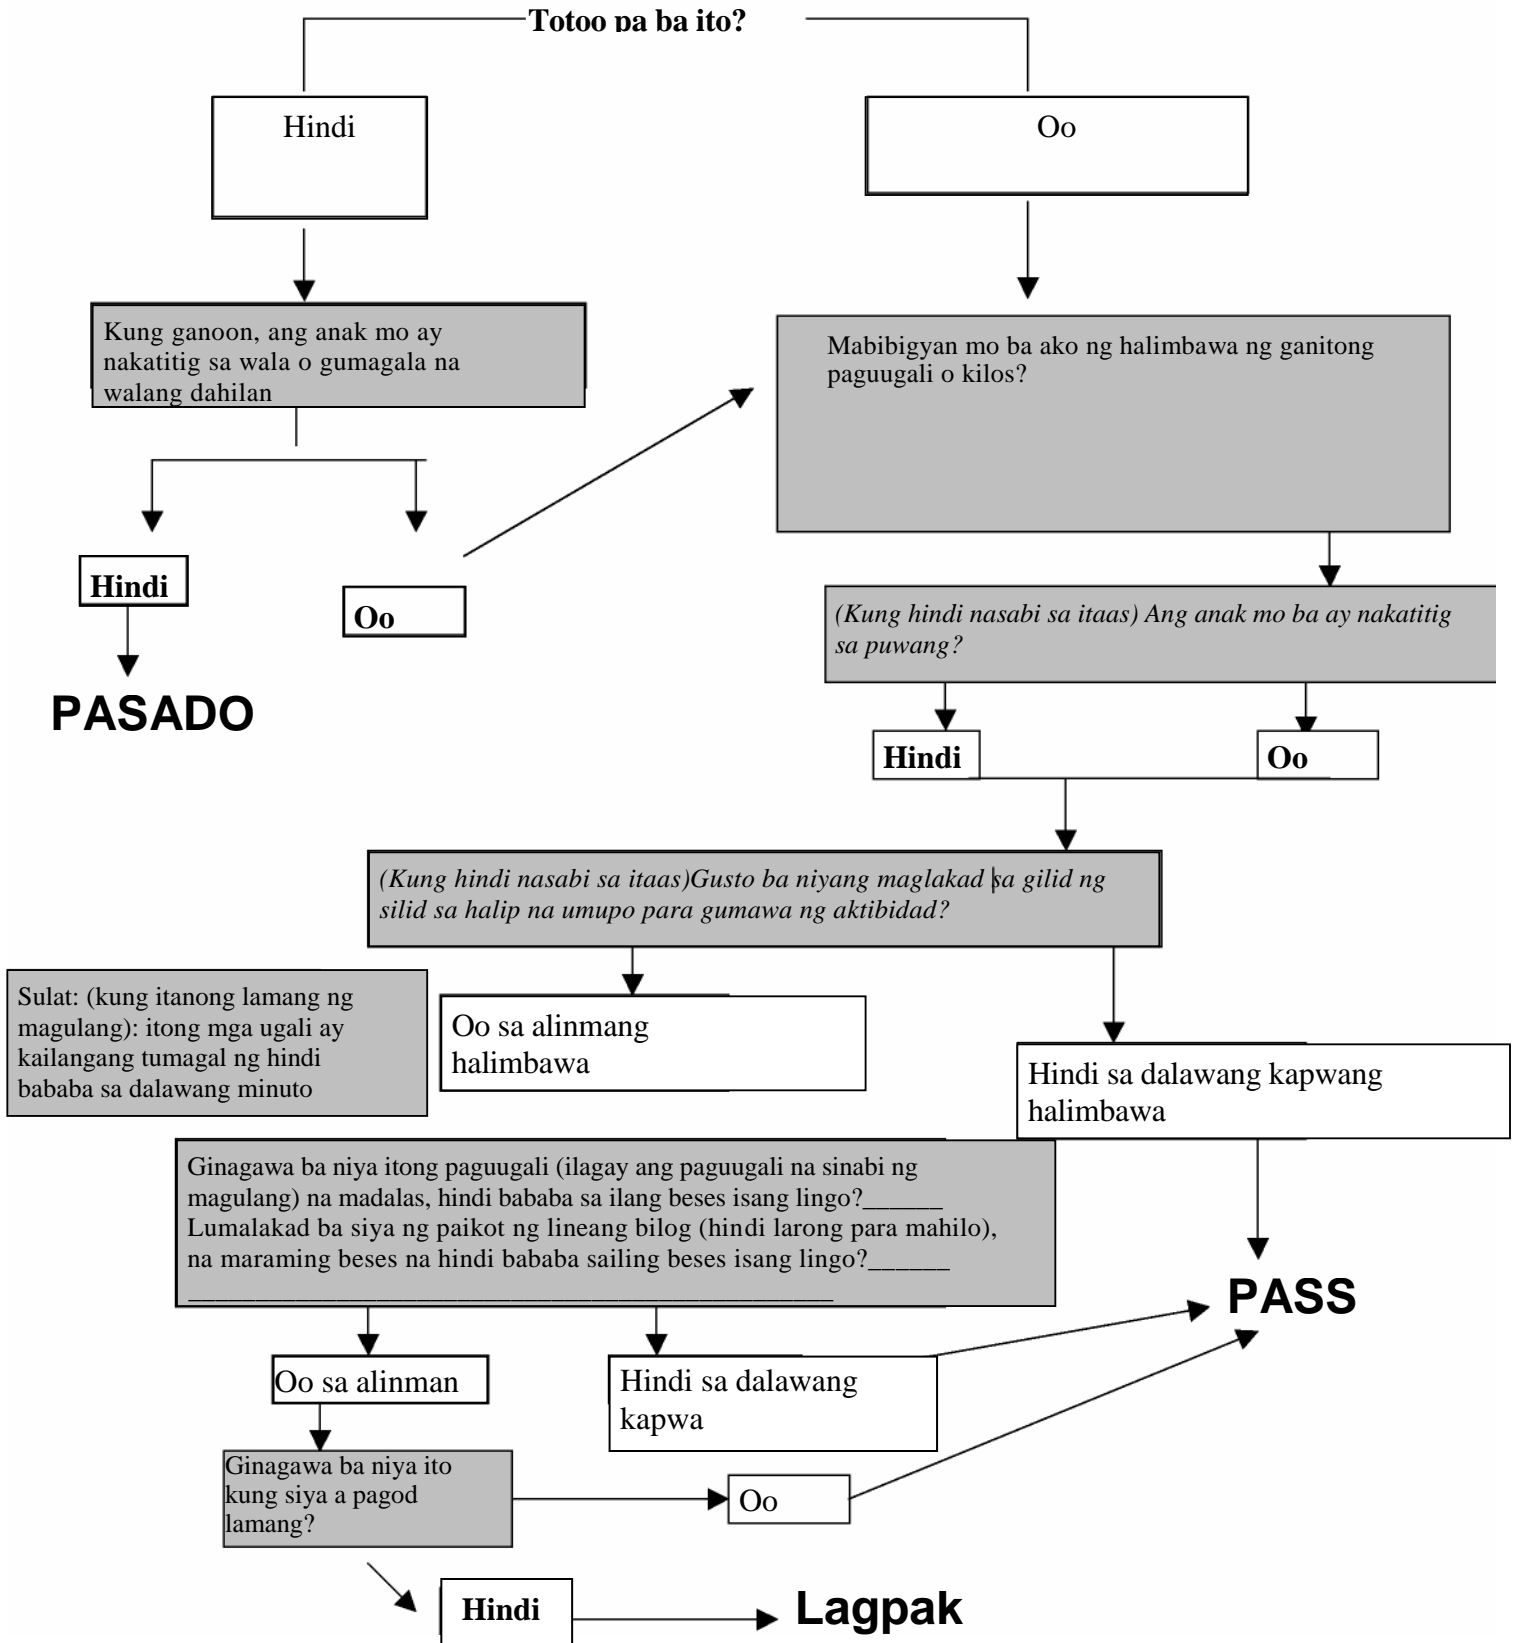 Totoo pa ba ito?
Hindi
Oo
Kung ganoon, ang anak mo ay
nakatitig sa wala o gumagala na
walang dahilan
Mabibigyan mo ba ako ng halimbawa ng ganitong
paguugali o kilos?
Hindi
Oo
PASADO
(Kung hindi nasabi sa itaas) Ang anak mo ba ay nakatitig
sa puwang?
Hindi
Oo
(Kung hindi nasabi sa itaas)Gusto ba niyang maglakad sa gilid ng
silid sa halip na umupo para gumawa ng aktibidad?
Sulat: (kung itanong lamang ng
magulang): itong mga ugali ay
kailangang tumagal ng hindi
bababa sa dalawang minuto
Oo sa alinmang
halimbawa
Hindi sa dalawang kapwang
halimbawa
Ginagawa ba niya itong paguugali (ilagay ang paguugali na sinabi ng
magulang) na madalas, hindi bababa sa ilang beses isang lingo?______
Lumalakad ba siya ng paikot ng lineang bilog (hindi larong para mahilo),
na maraming beses na hindi bababa sailing beses isang lingo?______
PASS
Oo sa alinman
Hindi sa dalawang
kapwa
Ginagawa ba niya ito
kung siya a pagod
lamang?
Oo
Hindi
Lagpak